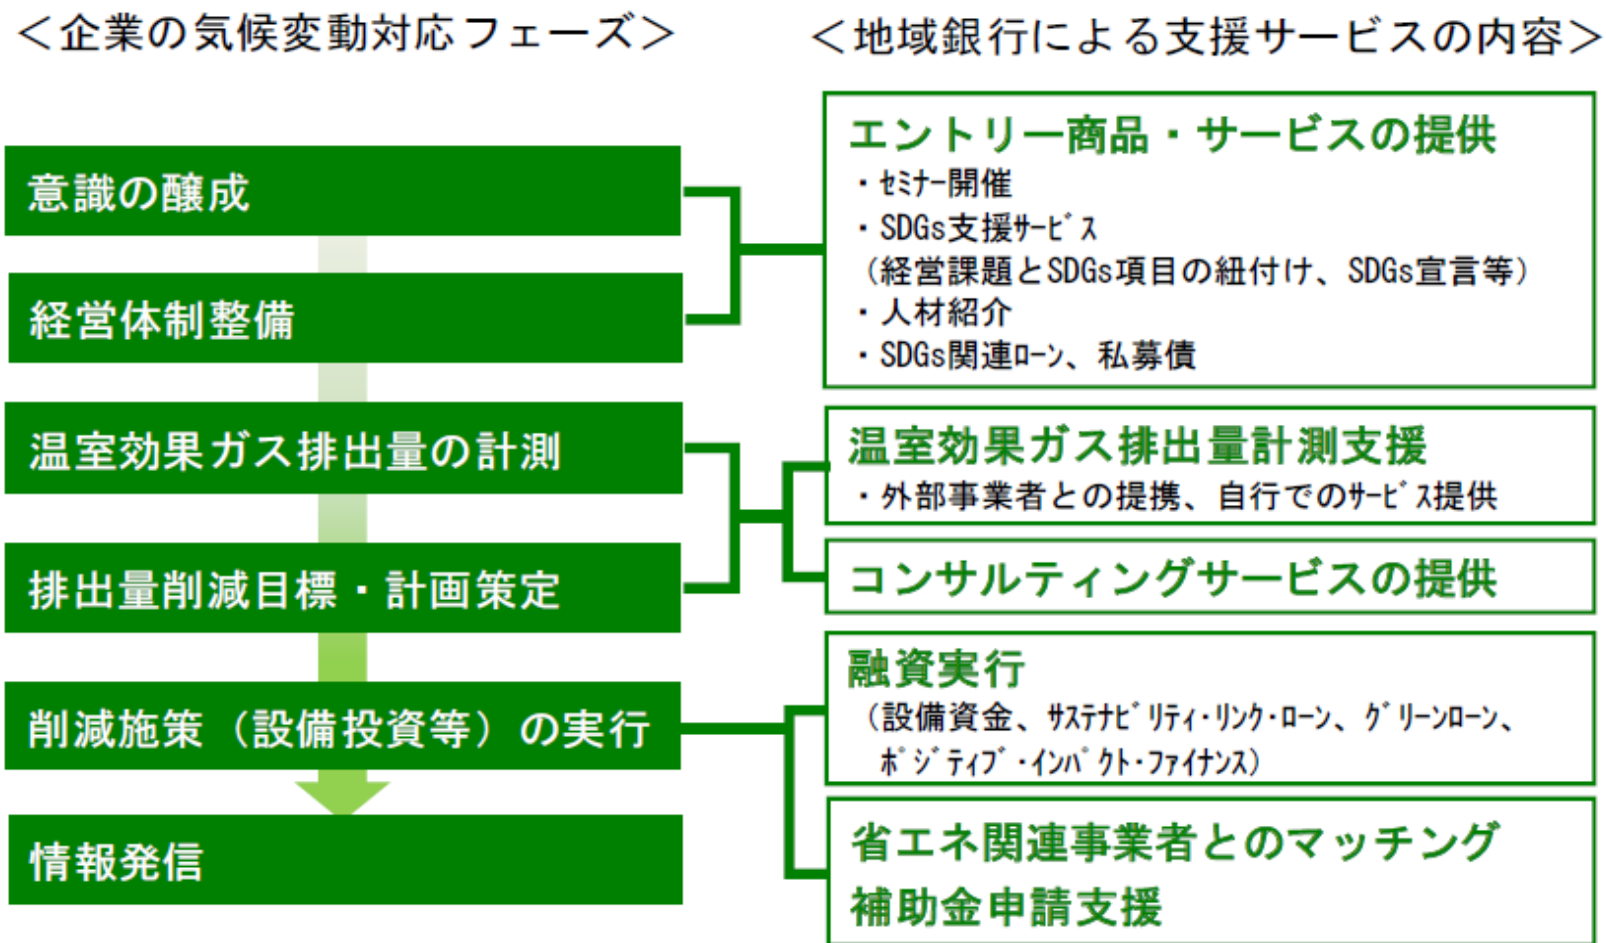 ＜企業の気候変動対応フェーズ＞
意識の醸成
経営体制整備
温室効果ガス排出量の計測
排出量削減目標・計画策定
削減施策（設備投資等）の実行
情報発信
＜地域銀行による支援サービスの内容＞
エントリー商品・サービスの提供
・ｾﾐﾅｰ開催
・SDGs支援ｻｰﾋﾞｽ
（経営課題とSDGs項目の紐付け、SDGs宣言等）
・人材紹介
・SDGs関連ﾛｰﾝ、私募債
温室効果ガス排出量計測支援
・外部事業者との提携、自行でのｻｰﾋﾞｽ提供
コンサルティングサービスの提供
融資実行
（設備資金、ｻｽﾃﾅﾋﾞﾘﾃｨ･ﾘﾝｸ･ﾛｰﾝ、ｸﾞﾘｰﾝﾛｰﾝ、
ﾎﾟｼﾞﾃｨﾌﾞ･ｲﾝﾊﾟｸﾄ･ﾌｧｲﾅﾝｽ）
省エネ関連事業者とのマッチング
補助金申請支援